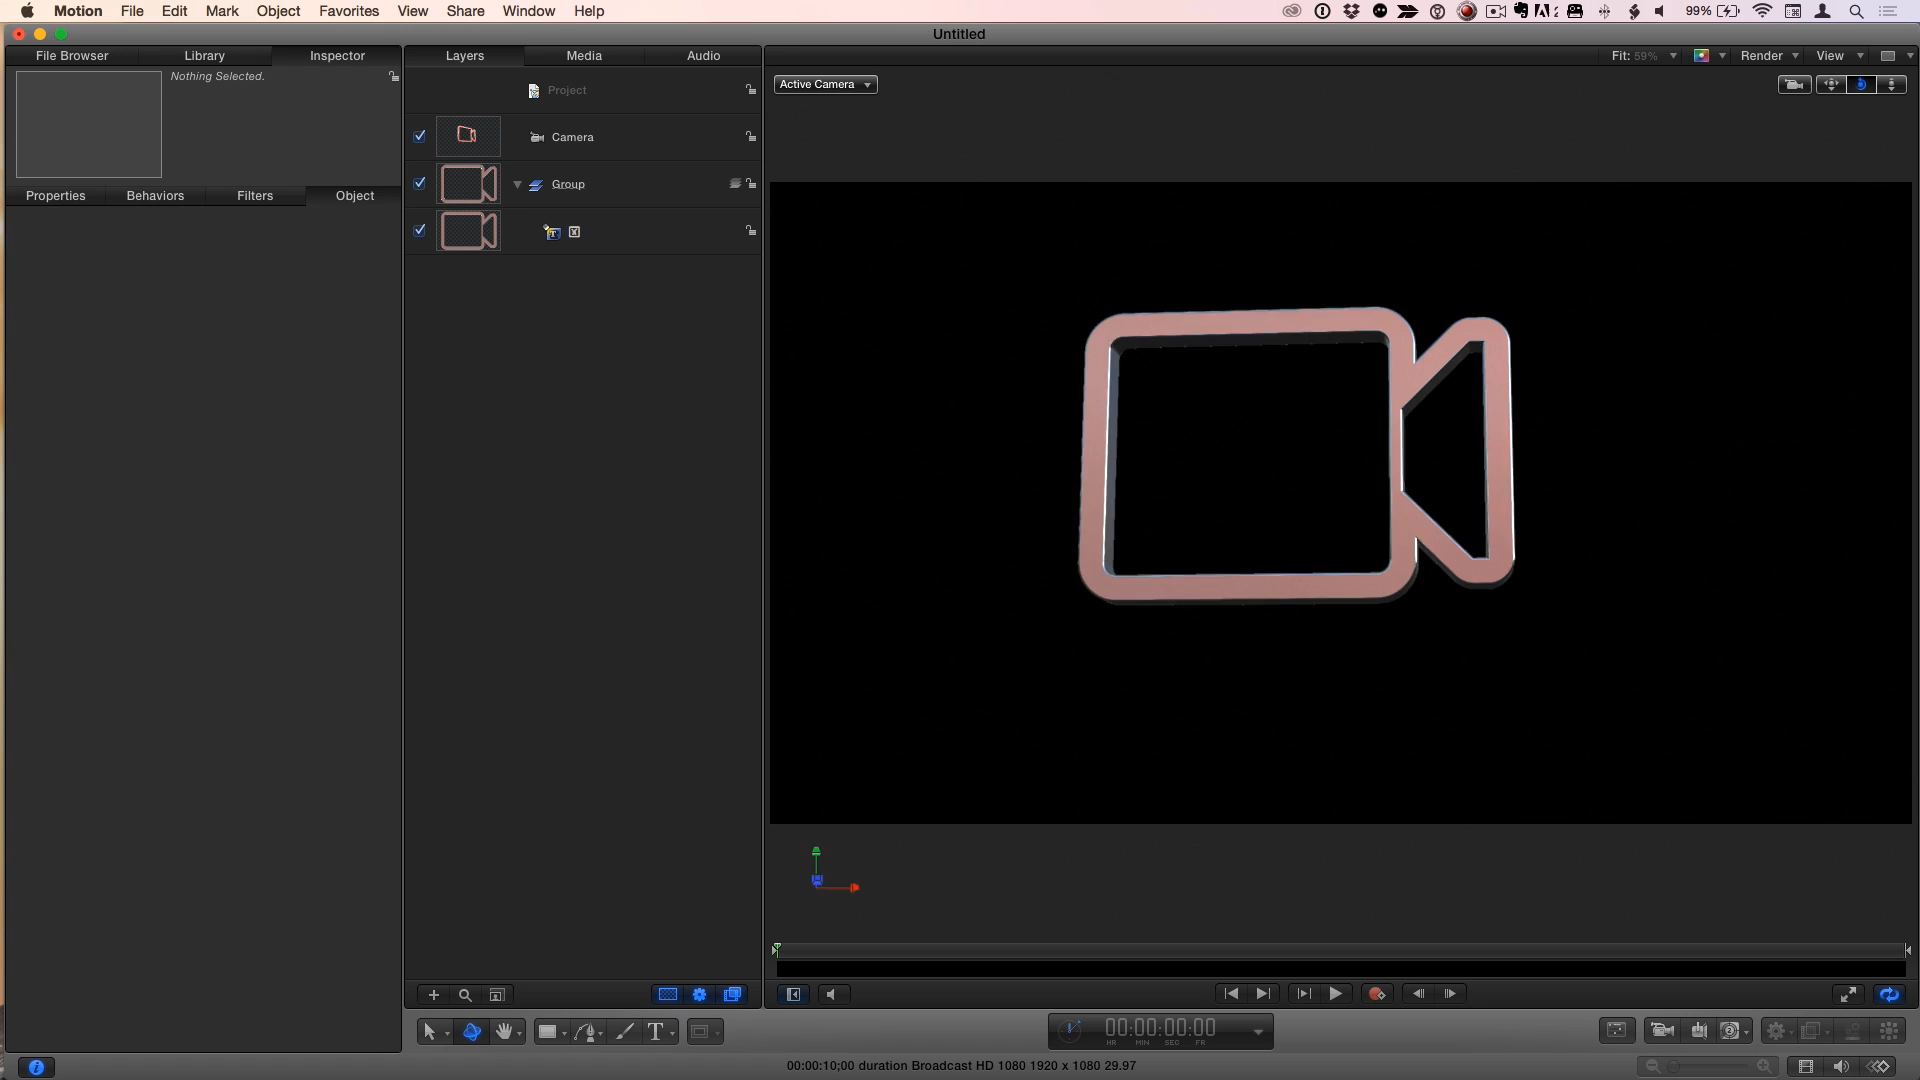 Motion File Edit Mark Object Favorites View Share Window Help 2 99%
Untitled
File Browser Library Inspector Layers Media Audio Fit: 59% Render View
Nothing Selected.
Active Camera
Project
Camera
Group
Properties Behaviors Filters Object
T
T 00:00:00:00
HR MIN SEC FR
00:00:10;00 duration Broadcast HD 1080 1920 x 1080 29.97